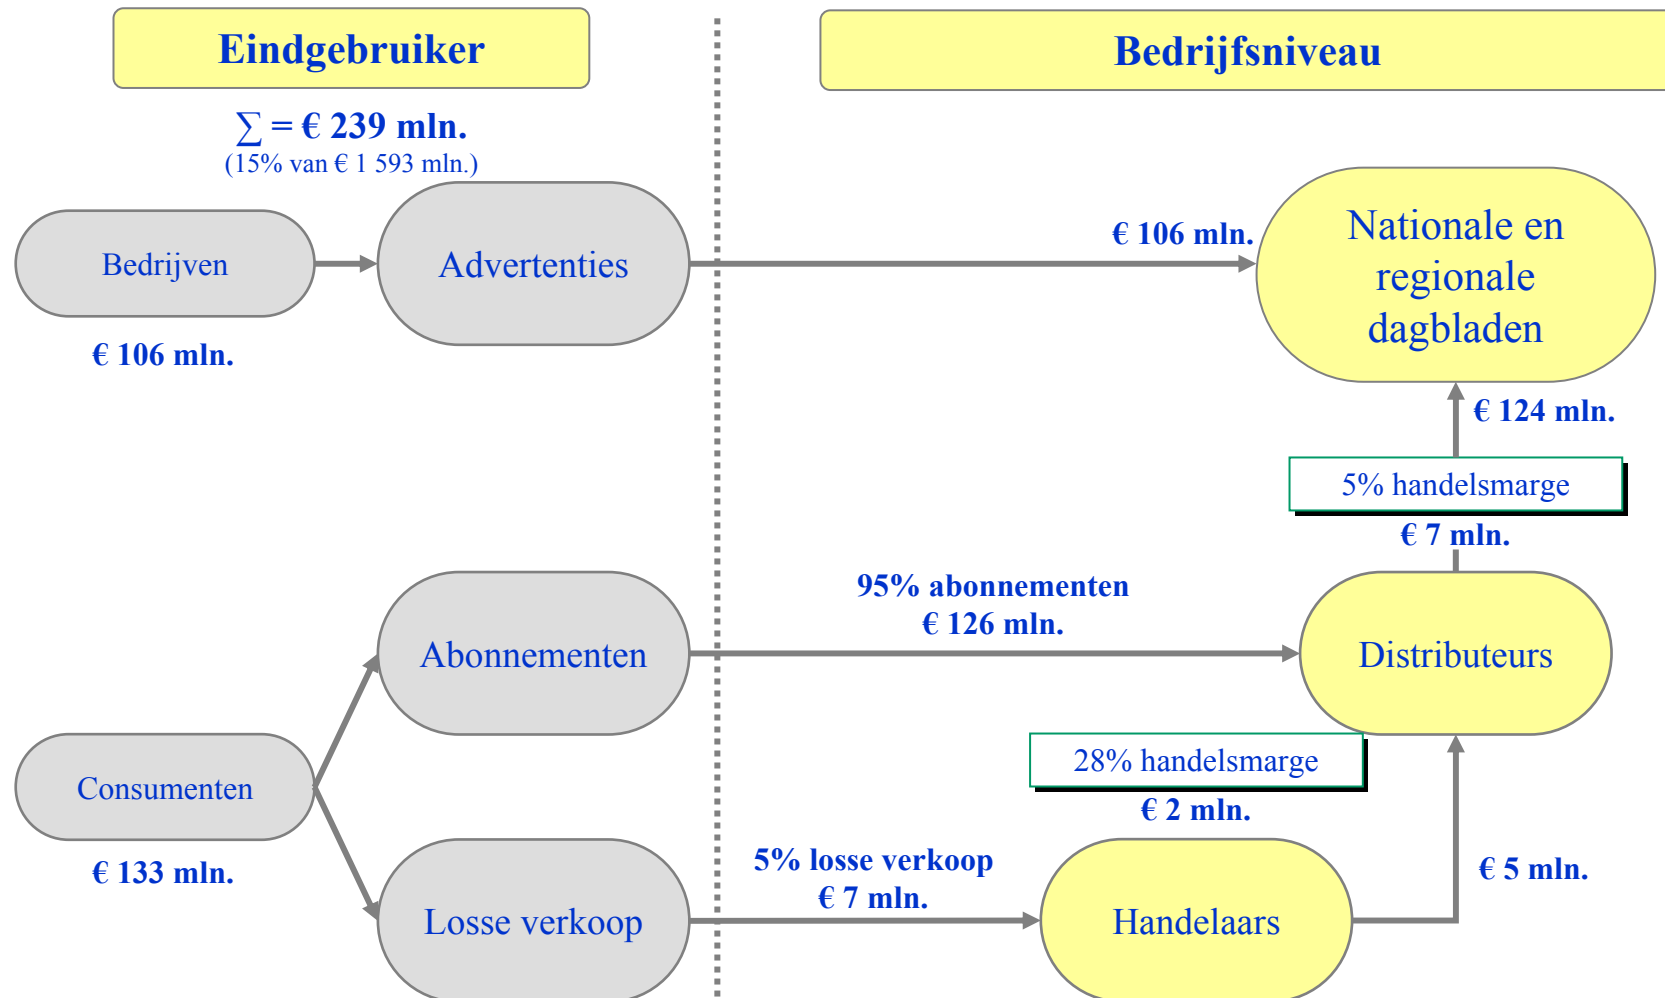 Eindgebruiker
Bedrijfsniveau
∑ = € 239 mln.
(15% van € 1 593 mln.)
Bedrijven
€ 106 mln.
Advertenties
€ 106 mln.
Nationale en
regionale
dagbladen
€ 124 mln.
5% handelsmarge
€ 7 mln.
95% abonnementen
€ 126 mln.
Abonnementen
Distributeurs
28% handelsmarge
€ 2 mln.
Consumenten
€ 133 mln.
5% losse verkoop
€ 7 mln.
€ 5 mln.
Losse verkoop
Handelaars